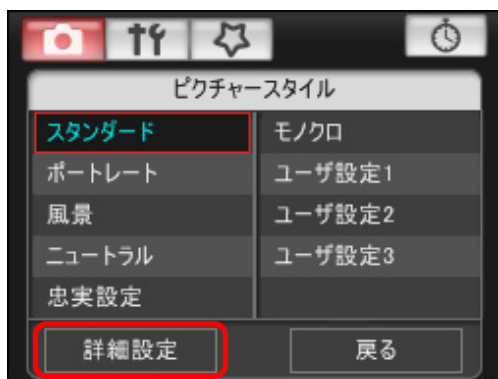 ピクチャースタイル
スタンダード
モノクロ
ポートレート
ユーザ設定1
風景
ユーザ設定2
ニュートラル
ユーザ設定3
忠実設定
詳細設定
戻る